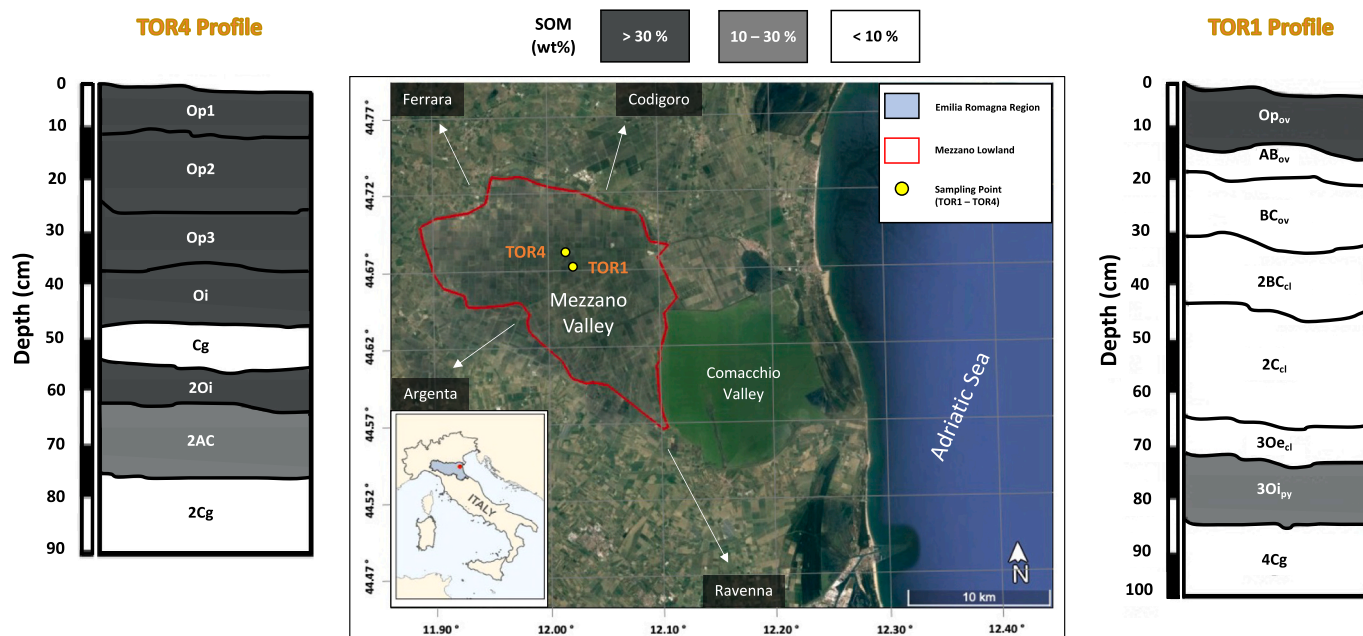 TOR4 Profile
SOM
(wt%)
> 30 %
10 – 30 %
< 10 %
TOR1 Profile
0
10
20
30
40
50
60
70
80
90
Depth (cm)
Op1
Op2
Op3
Oi
Cg
2Oi
2AC
2Cg
Ferrara
Codigoro
Emilia Romagna Region
Mezzano Lowland
Sampling Point
(TOR1 – TOR4)
44.77°
44.72°
44.67°
44.62°
44.57°
44.52°
44.47°
TOR4
TOR1
Mezzano
Valley
Comacchio
Valley
Adriatic Sea
Argenta
ITALY
Ravenna
N
10 km
11.90°
12.00°
12.10°
12.20°
12.30°
12.40°
0
10
20
30
40
50
60
70
80
90
100
Depth (cm)
Opov
ABov
BCov
2BCcl
2Ccl
3Oecl
3Oipy
4Cg